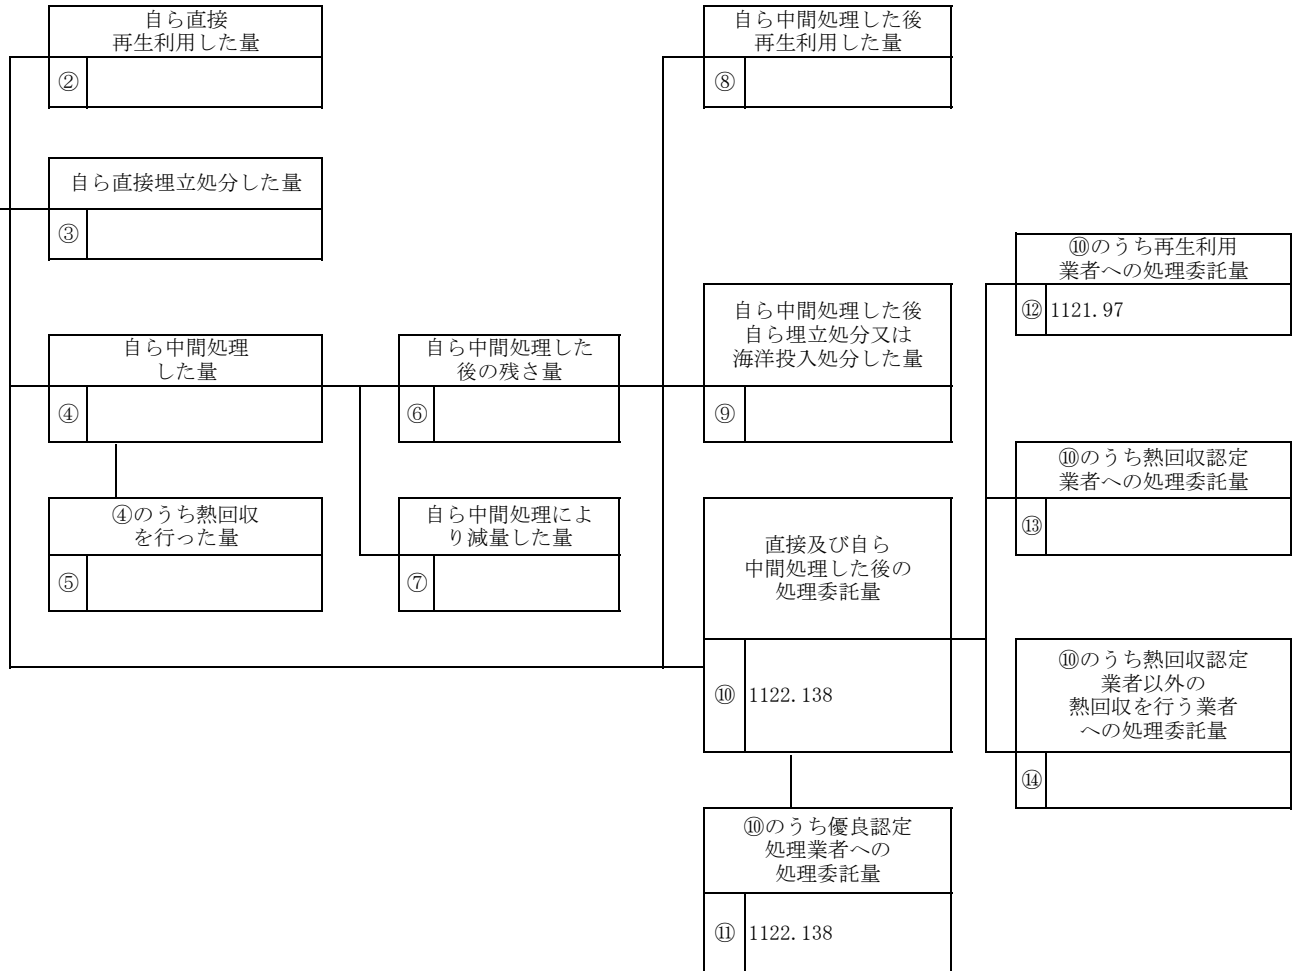 自ら直接
再生利用した量
②
自ら直接埋立処分した量
③
自ら中間処理
した量
④
④のうち熱回収
を行った量
⑤
自ら中間処理した
後の残さ量
⑥
自ら中間処理によ
り減量した量
⑦
自ら中間処理した後
再生利用した量
⑧
自ら中間処理した後
自ら埋立処分又は
海洋投入処分した量
⑨
直接及び自ら
中間処理した後の
処理委託量
⑩ 1122.138
⑩のうち優良認定
処理業者への
処理委託量
⑪ 1122.138
⑩のうち再生利用
業者への処理委託量
⑫ 1121.97
⑩のうち熱回収認定
業者への処理委託量
⑬
⑩のうち熱回収認定
業者以外の
熱回収を行う業者
への処理委託量
⑭